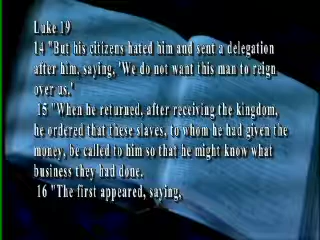 Luke 19
14 "But his citizens hated him and sent a delegation
after him, saying, 'We do not want this man to reign
over us.'
15 "When he returned, after receiving the kingdom,
he ordered that these slaves, to whom he had given the
money, be called to him so that he might know what
business they had done.
16 "The first appeared, saying,